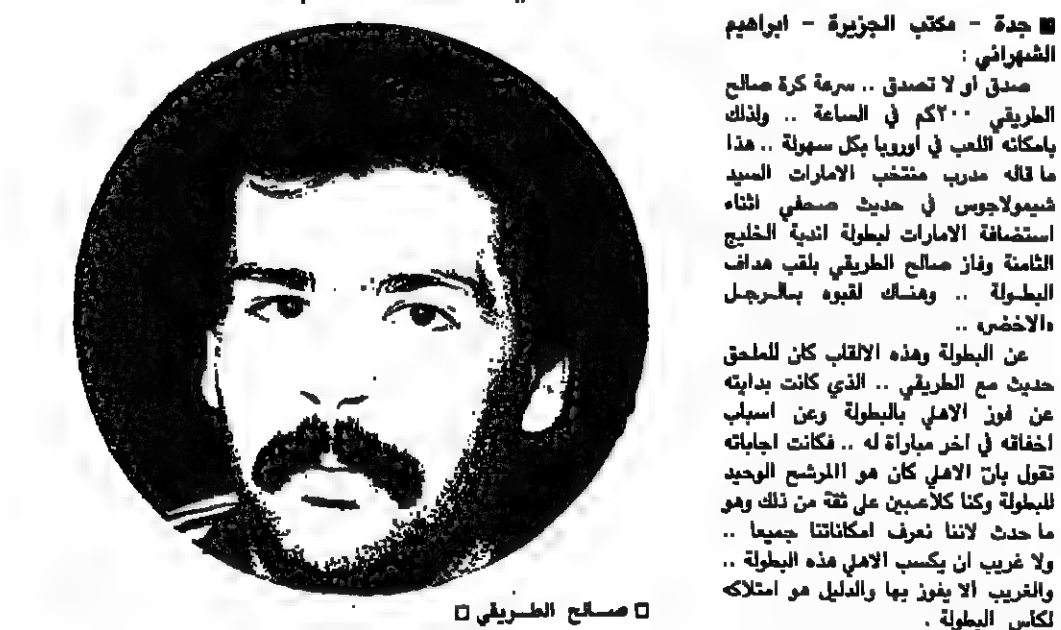 ■ جدة - مكتب الجزيرة - ابراهيم
الشهراني :
صدق أو لا تصدق .. سرعة كرة صالح
الطريقي ٢٠٠كم في الساعة .. ولذلك
بامكانه اللعب في اوروبا بكل سهولة .. هذا
ما قاله مدرب منتخب الامارات السيد
شيمولاجوس في حديث صحفي اثناء
استضافة الامارات لبطولة اندية الخليج
الثامنة وفاز صالح الطريقي بلقب هداف
البطولة .. وهناك لقبوه بالرجل
«الاخضر» ..
عن البطولة وهذه الالقاب كان للملحق
حديث مع الطريقي .. الذي كانت بدايته
عن فوز الاهلي بالبطولة وعن اسباب
اخفاقه في اخر مباراة له .. فكانت اجاباته
تقول بان الاهلي كان هو المرشح الوحيد
للبطولة وكنا كلاعبين على ثقة من ذلك وهو
ما حدث لاننا نعرف امكاناتنا جميعا ..
ولا غريب ان يكسب الاهلي هذه البطولة ..
والغريب الا يفوز بها والدليل هو امتلاكه
لكأس البطولة .
□ صالح الطريقي □